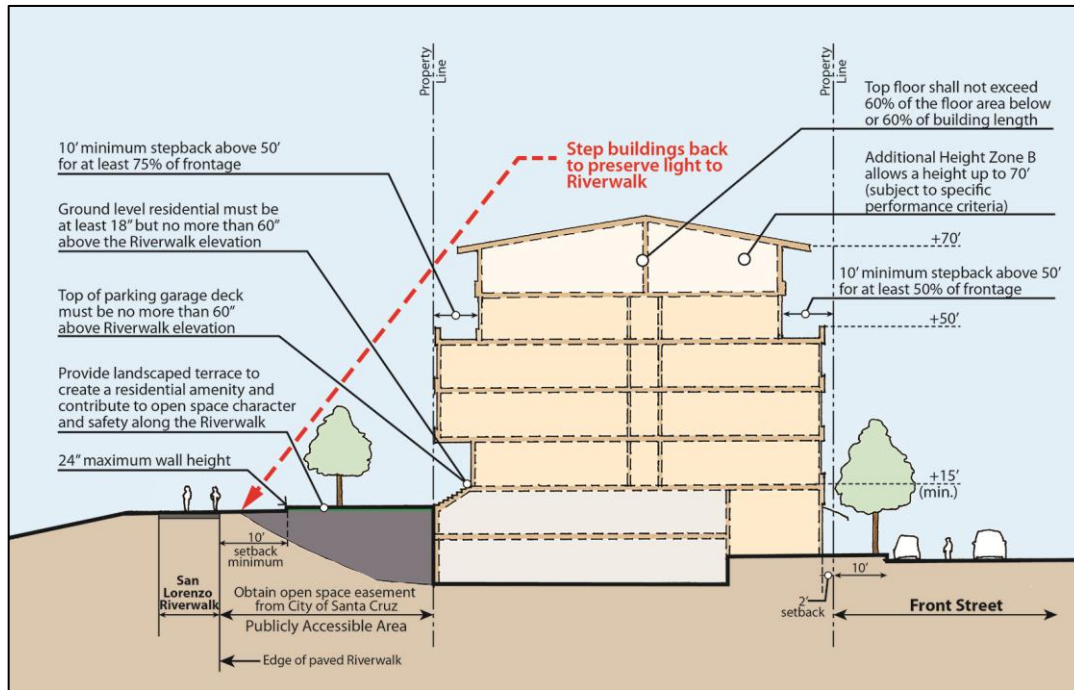 Property
Line
Property
Line
10' minimum stepback above 50'
for at least 75% of frontage
Ground level residential must be
at least 18" but no more than 60"
above the Riverwalk elevation
Top of parking garage deck
must be no more than 60"
above Riverwalk elevation
Provide landscaped terrace to
create a residential amenity and
contribute to open space character
and safety along the Riverwalk
24" maximum wall height
Step buildings back
to preserve light to
Riverwalk
Top floor shall not exceed
60% of the floor area below
or 60% of building length
Additional Height Zone B
allows a height up to 70'
(subject to specific
performance criteria)
+70'
10' minimum stepback above 50'
for at least 50% of frontage
+50'
+15'
(min.)
10'
setback
minimum
San
Lorenzo
Riverwalk
Obtain open space easement
from City of Santa Cruz
Publicly Accessible Area
Edge of paved Riverwalk
2'
setback
10'
Front Street